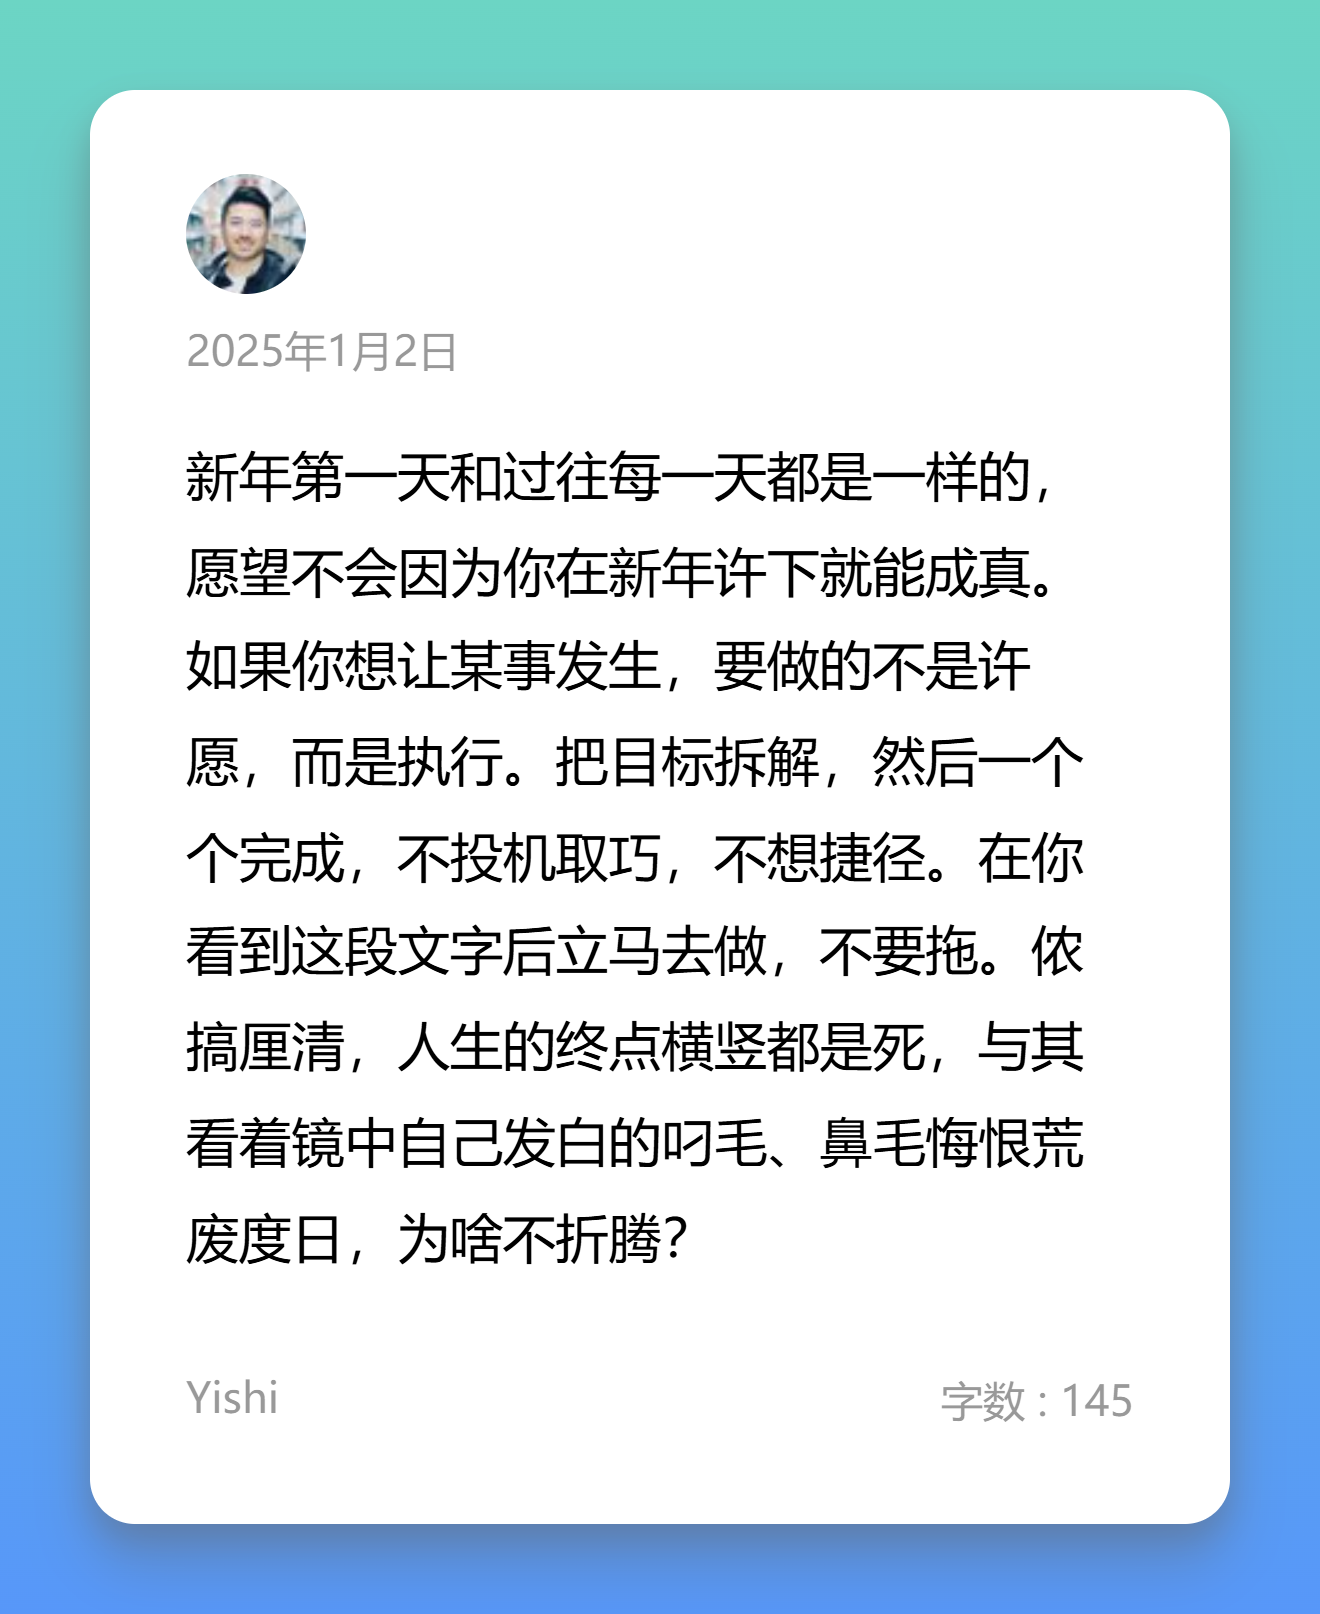 2025年1月2日
新年第一天和过往每一天都是一样的，
愿望不会因为你在新年许下就能成真。
如果你想让某事发生，要做的不是许
愿，而是执行。把目标拆解，然后一个
个完成，不投机取巧，不想捷径。在你
看到这段文字后立马去做，不要拖。侬
搞厘清，人生的终点横竖都是死，与其
看着镜中自己发白的叼毛、鼻毛悔恨荒
废度日，为啥不折腾？
Yishi
字数 : 145